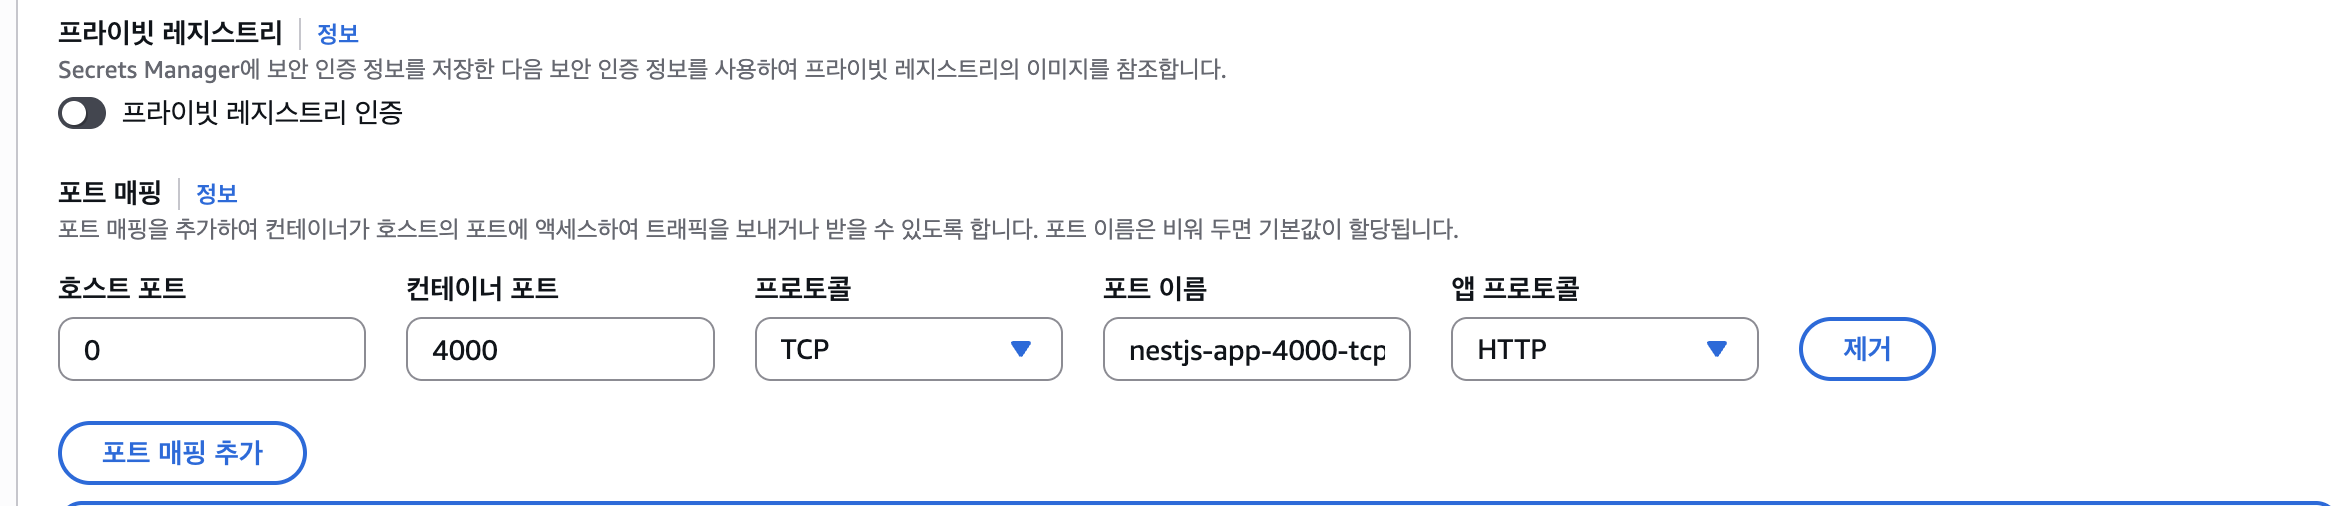 프라이빗 레지스트리 정보
Secrets Manager에 보안 인증 정보를 저장한 다음 보안 인증 정보를 사용하여 프라이빗 레지스트리의 이미지를 참조합니다.
프라이빗 레지스트리 인증
포트 매핑 정보
포트 매핑을 추가하여 컨테이너가 호스트의 포트에 액세스하여 트래픽을 보내거나 받을 수 있도록 합니다. 포트 이름은 비워 두면 기본값이 할당됩니다.
호스트 포트 컨테이너 포트 프로토콜 포트 이름 앱 프로토콜
0 4000 TCP nestjs-app-4000-tcp HTTP 제거
포트 매핑 추가